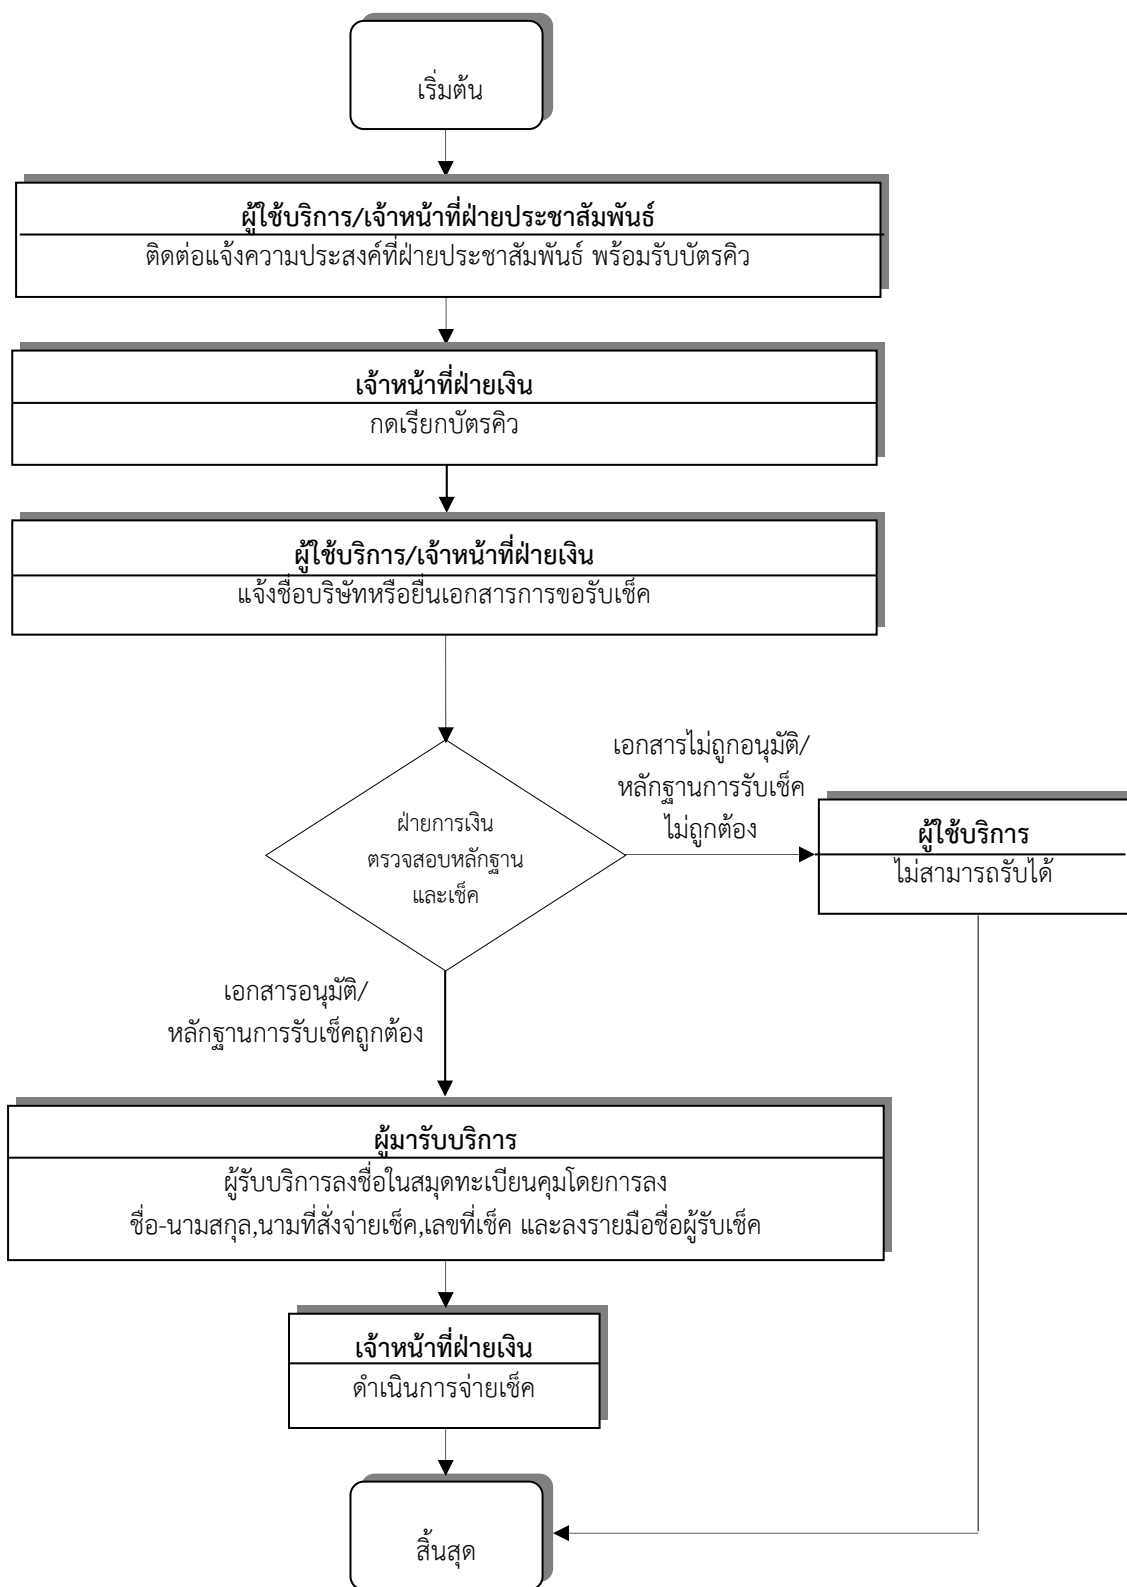 เริ่มต้น
ผู้ใช้บริการ/เจ้าหน้าที่ฝ่ายประชาสัมพันธ์
ติดต่อแจ้งความประสงค์ที่ฝ่ายประชาสัมพันธ์ พร้อมรับบัตรคิว
เจ้าหน้าที่ฝ่ายเงิน
กดเรียกบัตรคิว
ผู้ใช้บริการ/เจ้าหน้าที่ฝ่ายเงิน
แจ้งชื่อบริษัทหรือยื่นเอกสารการขอรับเช็ค
เอกสารไม่ถูกอนุมัติ/
หลักฐานการรับเช็ค
ไม่ถูกต้อง
ฝ่ายการเงิน
ตรวจสอบหลักฐาน
และเช็ค
ผู้ใช้บริการ
ไม่สามารถรับได้
เอกสารอนุมัติ/
หลักฐานการรับเช็คถูกต้อง
ผู้มารับบริการ
ผู้รับบริการลงชื่อในสมุดทะเบียนคุมโดยการลง
ชื่อ-นามสกุล,นามที่สั่งจ่ายเช็ค,เลขที่เช็ค และลงรายมือชื่อผู้รับเช็ค
เจ้าหน้าที่ฝ่ายเงิน
ดำเนินการจ่ายเช็ค
สิ้นสุด